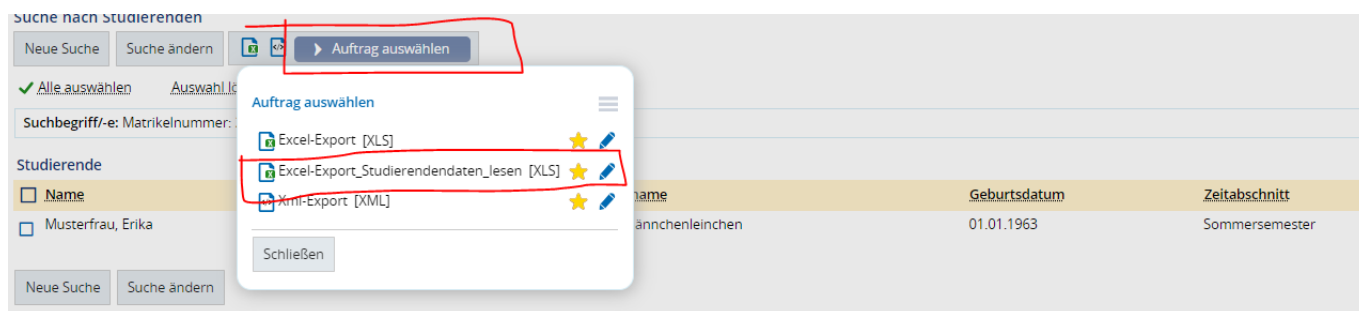 Suche nach Studierenden
Neue Suche Suche ändern Auftrag auswählen
Alle auswählen Auswahl
Suchbegriff/-e: Matrikelnummer:
Auftrag auswählen
Excel-Export [XLS]
Excel-Export_Studierendendaten_lesen [XLS]
Xml-Export [XML]
Schließen
Studierende
Name name Geburtsdatum Zeitabschnitt
Musterfrau, Erika ännchenleinchen 01.01.1963 Sommersemester
Neue Suche Suche ändern